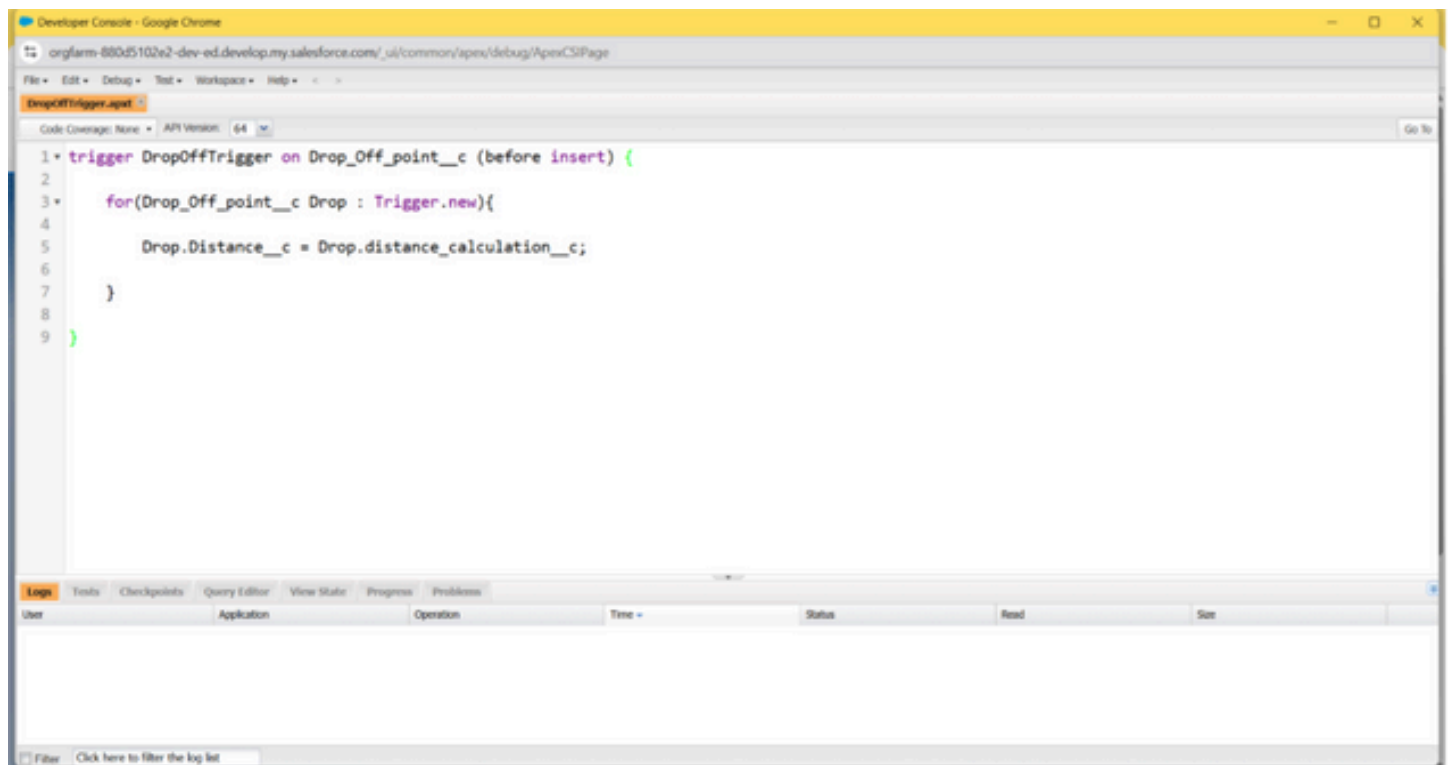 Developer Console - Google Chrome
orgfarm-880d5102e2-dev-ed.develop.my.salesforce.com/_ui/common/apex/debug/ApexCSIPage
File Edit Debug Test Workspace Help < >
DropOffTrigger.apxt
Code Coverage: None API Version: 64 Go To
1 trigger DropOffTrigger on Drop_Off_point__c (before insert) {
2
3 for(Drop_Off_point__c Drop : Trigger.new){
4
5 Drop.Distance__c = Drop.distance_calculation__c;
6
7 }
8
9 }
Logs Tests Checkpoints Query Editor View State Progress Problems
User Application Operation Time Status Read Size
Filter Click here to filter the log list